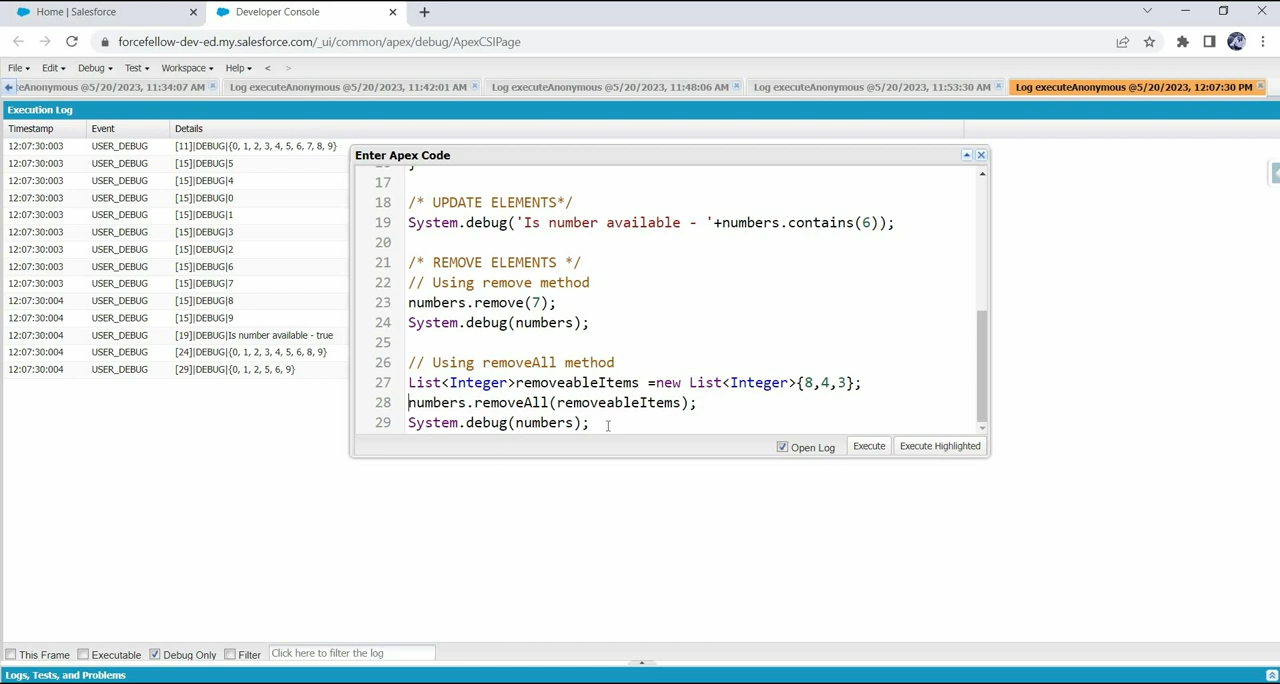 Home | Salesforce
Developer Console
forcefellow-dev-ed.my.salesforce.com/_ui/common/apex/debug/ApexCSIPage
File Edit Debug Test Workspace Help < >
:eAnonymous @5/20/2023, 11:34:07 AM Log executeAnonymous @5/20/2023, 11:42:01 AM Log executeAnonymous @5/20/2023, 11:48:06 AM Log executeAnonymous @5/20/2023, 11:53:30 AM Log executeAnonymous @5/20/2023, 12:07:30 PM
Execution Log
Timestamp Event Details
12:07:30:003 USER_DEBUG [11]|DEBUG|{0, 1, 2, 3, 4, 5, 6, 7, 8, 9}
12:07:30:003 USER_DEBUG [15]|DEBUG|5
12:07:30:003 USER_DEBUG [15]|DEBUG|4
12:07:30:003 USER_DEBUG [15]|DEBUG|0
12:07:30:003 USER_DEBUG [15]|DEBUG|1
12:07:30:003 USER_DEBUG [15]|DEBUG|3
12:07:30:003 USER_DEBUG [15]|DEBUG|2
12:07:30:003 USER_DEBUG [15]|DEBUG|6
12:07:30:003 USER_DEBUG [15]|DEBUG|7
12:07:30:004 USER_DEBUG [15]|DEBUG|8
12:07:30:004 USER_DEBUG [15]|DEBUG|9
12:07:30:004 USER_DEBUG [19]|DEBUG|Is number available - true
12:07:30:004 USER_DEBUG [24]|DEBUG|{0, 1, 2, 3, 4, 5, 6, 8, 9}
12:07:30:004 USER_DEBUG [29]|DEBUG|{0, 1, 2, 5, 6, 9}
Enter Apex Code
17
18 /* UPDATE ELEMENTS*/
19 System.debug('Is number available - '+numbers.contains(6));
20
21 /* REMOVE ELEMENTS */
22 // Using remove method
23 numbers.remove(7);
24 System.debug(numbers);
25
26 // Using removeAll method
27 List<Integer>removeableItems =new List<Integer>{8,4,3};
28 numbers.removeAll(removeableItems);
29 System.debug(numbers);
Open Log Execute Execute Highlighted
This Frame Executable Debug Only Filter Click here to filter the log
Logs, Tests, and Problems